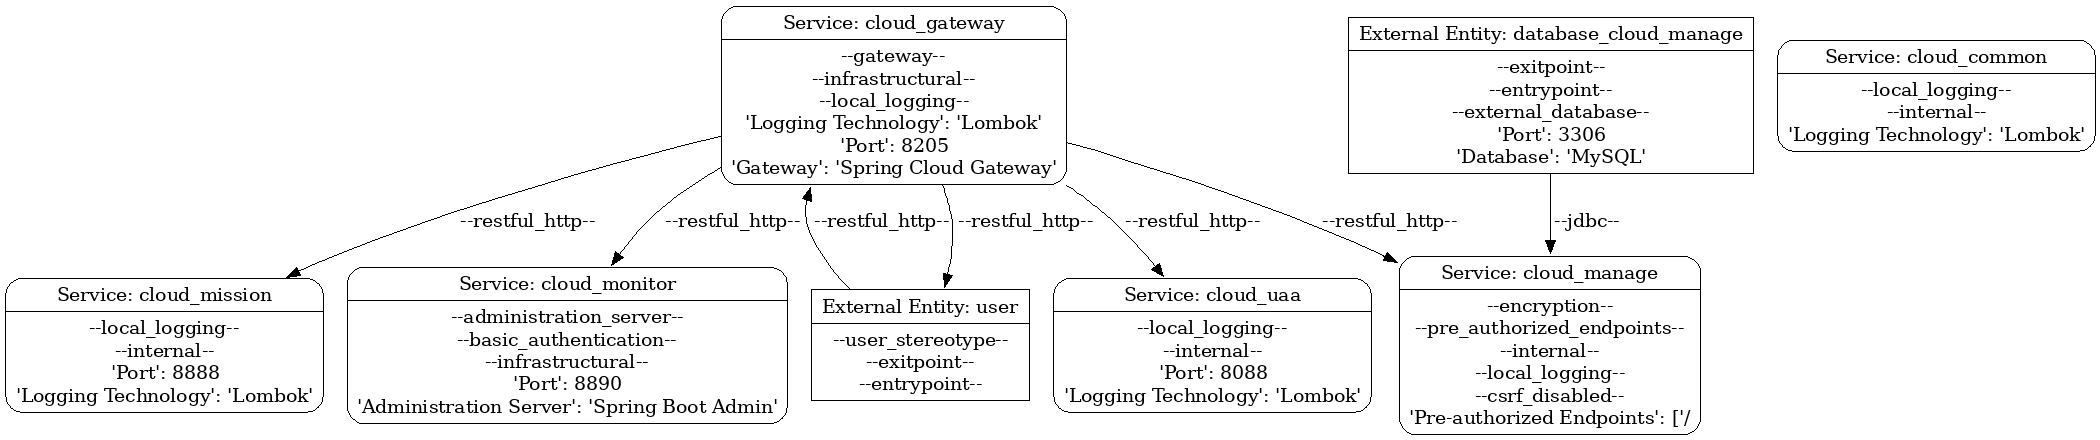 Service: cloud_gateway
--gateway--
--infrastructural--
--local_logging--
'Logging Technology': 'Lombok'
'Port': 8205
'Gateway': 'Spring Cloud Gateway'
External Entity: database_cloud_manage
--exitpoint--
--entrypoint--
--external_database--
'Port': 3306
'Database': 'MySQL'
Service: cloud_common
--local_logging--
--internal--
'Logging Technology': 'Lombok'
--restful_http--
--restful_http--
--restful_http--
--restful_http--
--restful_http--
--restful_http--
--jdbc--
Service: cloud_mission
--local_logging--
--internal--
'Port': 8888
'Logging Technology': 'Lombok'
Service: cloud_monitor
--administration_server--
--basic_authentication--
--infrastructural--
'Port': 8890
'Administration Server': 'Spring Boot Admin'
External Entity: user
--user_stereotype--
--exitpoint--
--entrypoint--
Service: cloud_uaa
--local_logging--
--internal--
'Port': 8088
'Logging Technology': 'Lombok'
Service: cloud_manage
--encryption--
--pre_authorized_endpoints--
--internal--
--local_logging--
--csrf_disabled--
'Pre-authorized Endpoints': ['/